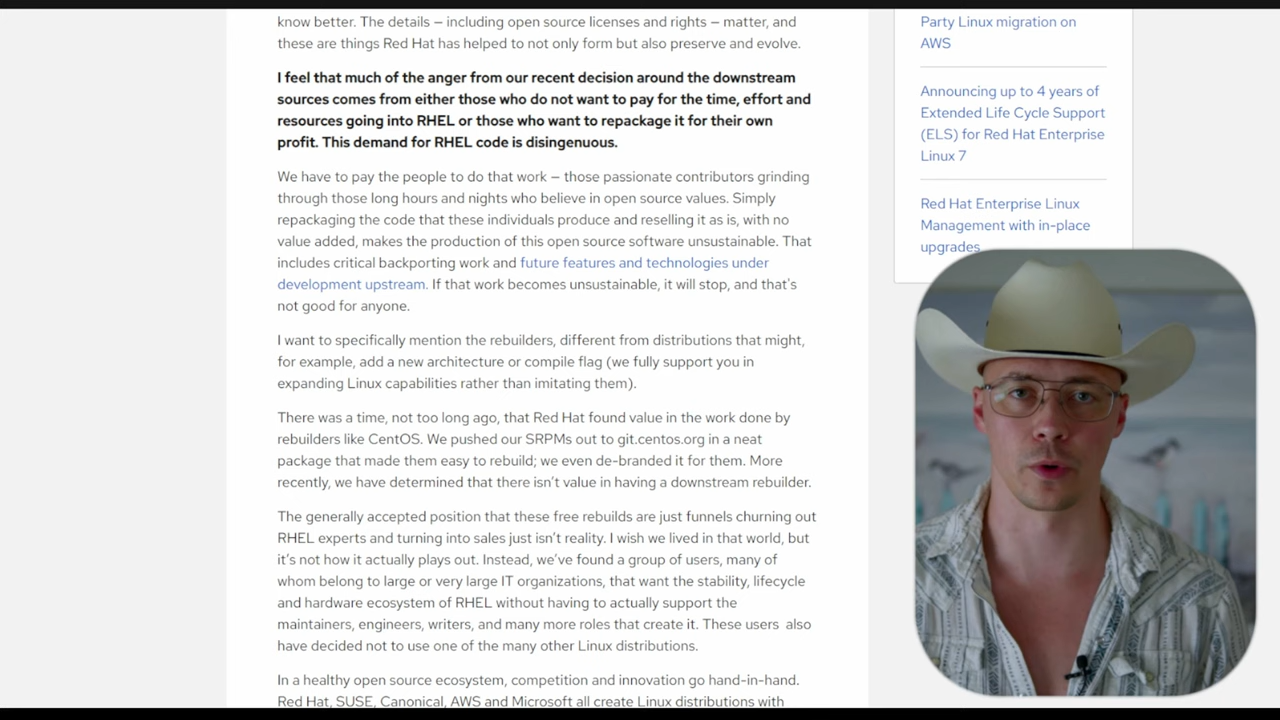 know better. The details – including open source licenses and rights – matter, and
these are things Red Hat has helped to not only form but also preserve and evolve.
I feel that much of the anger from our recent decision around the downstream
sources comes from either those who do not want to pay for the time, effort and
resources going into RHEL or those who want to repackage it for their own
profit. This demand for RHEL code is disingenuous.
We have to pay the people to do that work – those passionate contributors grinding
through those long hours and nights who believe in open source values. Simply
repackaging the code that these individuals produce and reselling it as is, with no
value added, makes the production of this open source software unsustainable. That
includes critical backporting work and future features and technologies under
development upstream. If that work becomes unsustainable, it will stop, and that's
not good for anyone.
I want to specifically mention the rebuilders, different from distributions that might,
for example, add a new architecture or compile flag (we fully support you in
expanding Linux capabilities rather than imitating them).
There was a time, not too long ago, that Red Hat found value in the work done by
rebuilders like CentOS. We pushed our SRPMs out to git.centos.org in a neat
package that made them easy to rebuild; we even de-branded it for them. More
recently, we have determined that there isn't value in having a downstream rebuilder.
The generally accepted position that these free rebuilds are just funnels churning out
RHEL experts and turning into sales just isn't reality. I wish we lived in that world, but
it's not how it actually plays out. Instead, we've found a group of users, many of
whom belong to large or very large IT organizations, that want the stability, lifecycle
and hardware ecosystem of RHEL without having to actually support the
maintainers, engineers, writers, and many more roles that create it. These users also
have decided not to use one of the many other Linux distributions.
In a healthy open source ecosystem, competition and innovation go hand-in-hand.
Red Hat, SUSE, Canonical, AWS and Microsoft all create Linux distributions with
Party Linux migration on
AWS
Announcing up to 4 years of
Extended Life Cycle Support
(ELS) for Red Hat Enterprise
Linux 7
Red Hat Enterprise Linux
Management with in-place
upgrades